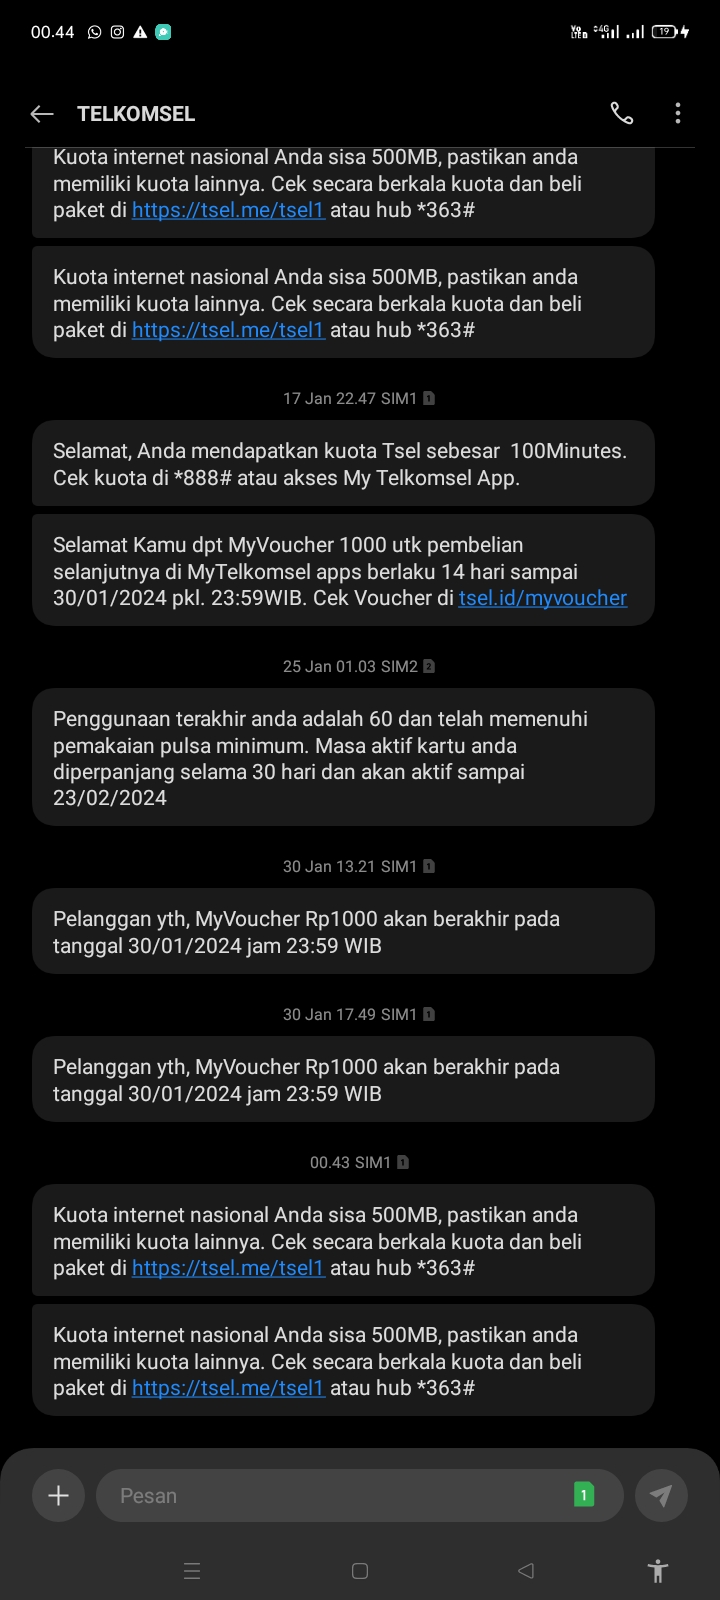 00.44
19
TELKOMSEL
Kuota internet nasional Anda sisa 500MB, pastikan anda
memiliki kuota lainnya. Cek secara berkala kuota dan beli
paket di https://tsel.me/tsel1 atau hub *363#
Kuota internet nasional Anda sisa 500MB, pastikan anda
memiliki kuota lainnya. Cek secara berkala kuota dan beli
paket di https://tsel.me/tsel1 atau hub *363#
17 Jan 22.47 SIM1 1
Selamat, Anda mendapatkan kuota Tsel sebesar  100Minutes.
Cek kuota di *888# atau akses My Telkomsel App.
Selamat Kamu dpt MyVoucher 1000 utk pembelian
selanjutnya di MyTelkomsel apps berlaku 14 hari sampai
30/01/2024 pkl. 23:59WIB. Cek Voucher di tsel.id/myvoucher
25 Jan 01.03 SIM2 2
Penggunaan terakhir anda adalah 60 dan telah memenuhi
pemakaian pulsa minimum. Masa aktif kartu anda
diperpanjang selama 30 hari dan akan aktif sampai
23/02/2024
30 Jan 13.21 SIM1 1
Pelanggan yth, MyVoucher Rp1000 akan berakhir pada
tanggal 30/01/2024 jam 23:59 WIB
30 Jan 17.49 SIM1 1
Pelanggan yth, MyVoucher Rp1000 akan berakhir pada
tanggal 30/01/2024 jam 23:59 WIB
00.43 SIM1 1
Kuota internet nasional Anda sisa 500MB, pastikan anda
memiliki kuota lainnya. Cek secara berkala kuota dan beli
paket di https://tsel.me/tsel1 atau hub *363#
Kuota internet nasional Anda sisa 500MB, pastikan anda
memiliki kuota lainnya. Cek secara berkala kuota dan beli
paket di https://tsel.me/tsel1 atau hub *363#
Pesan 1